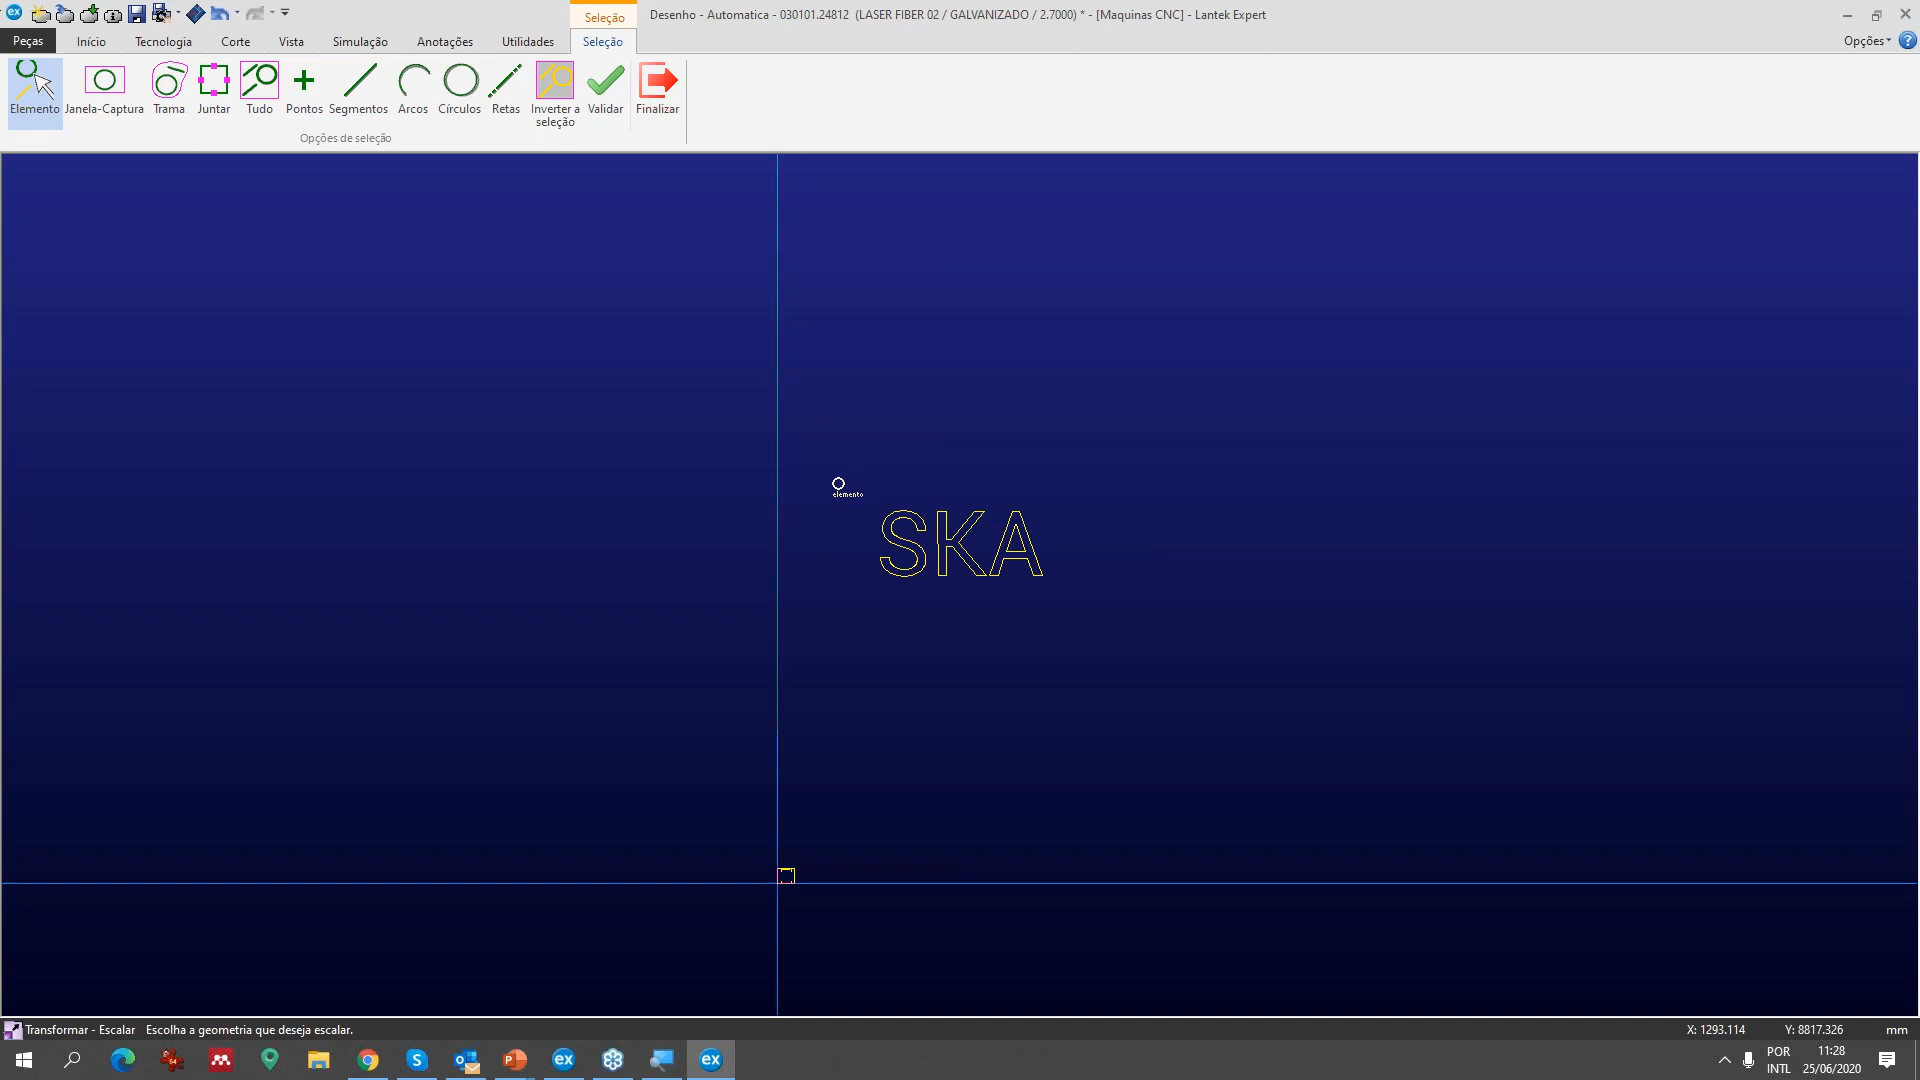 Seleção
Desenho - Automatica - 030101.24812 (LASER FIBER 02 / GALVANIZADO / 2.7000) * - [Maquinas CNC] - Lantek Expert
Peças Início Tecnologia Corte Vista Simulação Anotações Utilidades Seleção Opções
Elemento Janela-Captura Trama Juntar Tudo Pontos Segmentos Arcos Círculos Retas Inverter a seleção Validar Finalizar
Opções de seleção
elemento
SKA
Transformar - Escalar Escolha a geometria que deseja escalar. X: 1293.114 Y: 8817.326 mm
POR 11:28
INTL 25/06/2020